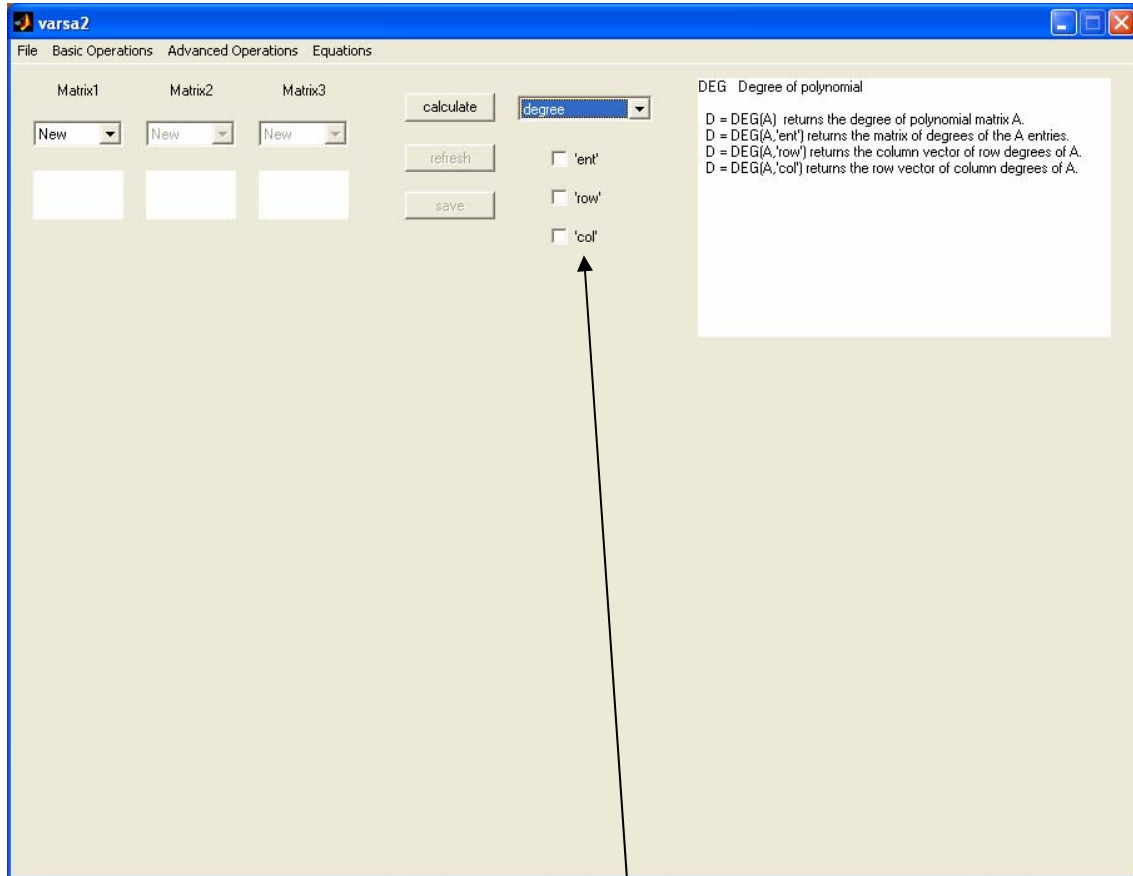 varsa2
File Basic Operations Advanced Operations Equations
Matrix1 Matrix2 Matrix3
New New New
calculate degree
refresh 'ent'
save 'row'
'col'
DEG Degree of polynomial
D = DEG(A) returns the degree of polynomial matrix A.
D = DEG(A,'ent') returns the matrix of degrees of the A entries.
D = DEG(A,'row') returns the column vector of row degrees of A.
D = DEG(A,'col') returns the row vector of column degrees of A.